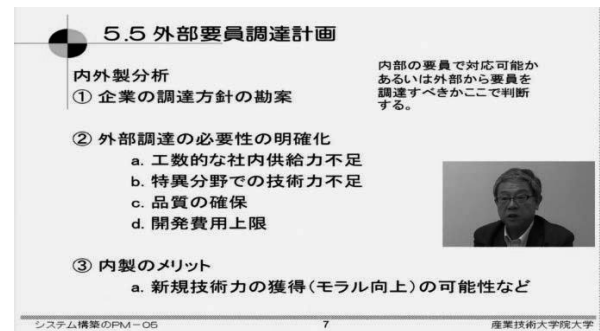 5.5 外部要員調達計画
内外製分析
① 企業の調達方針の勘案
内部の要員で対応可能か
あるいは外部から要員を
調達すべきかここで判断
する。
② 外部調達の必要性の明確化
a. 工数的な社内供給力不足
b. 特異分野での技術力不足
c. 品質の確保
d. 開発費用上限
③ 内製のメリット
a. 新規技術力の獲得(モラル向上)の可能性など
システム構築のPM-05
7
産業技術大学院大学